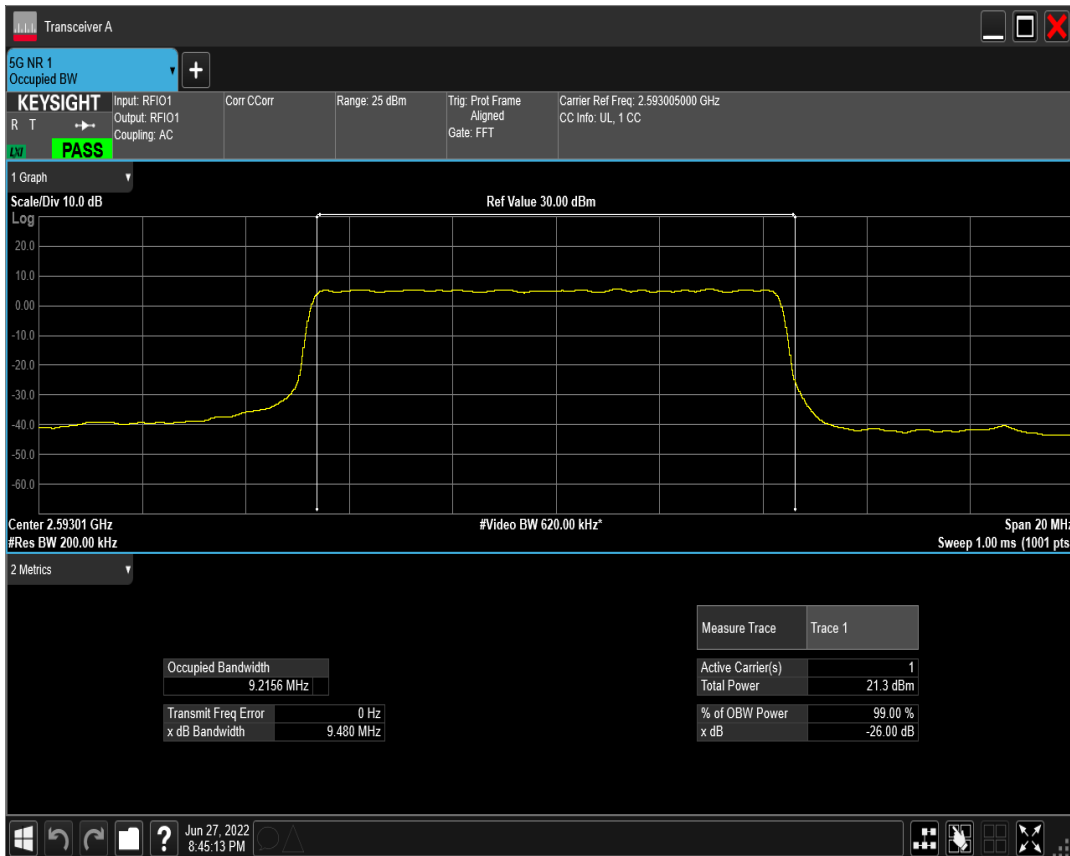 Transceiver A
5G NR 1
Occupied BW
KEYSIGHT
R T
LXI
PASS
Input: RFIO1
Output: RFIO1
Coupling: AC
Corr CCorr
Range: 25 dBm
Trig: Prot Frame
Aligned
Gate: FFT
Carrier Ref Freq: 2.593005000 GHz
CC Info: UL, 1 CC
1 Graph
Scale/Div 10.0 dB
Ref Value 30.00 dBm
Log
20.0
10.0
0.00
-10.0
-20.0
-30.0
-40.0
-50.0
-60.0
Center 2.59301 GHz
#Video BW 620.00 kHz*
Span 20 MHz
#Res BW 200.00 kHz
Sweep 1.00 ms (1001 pts
2 Metrics
Measure Trace Trace 1
Occupied Bandwidth
9.2156 MHz
Active Carrier(s) 1
Total Power 21.3 dBm
Transmit Freq Error 0 Hz
x dB Bandwidth 9.480 MHz
% of OBW Power 99.00 %
x dB -26.00 dB
?
Jun 27, 2022
8:45:13 PM